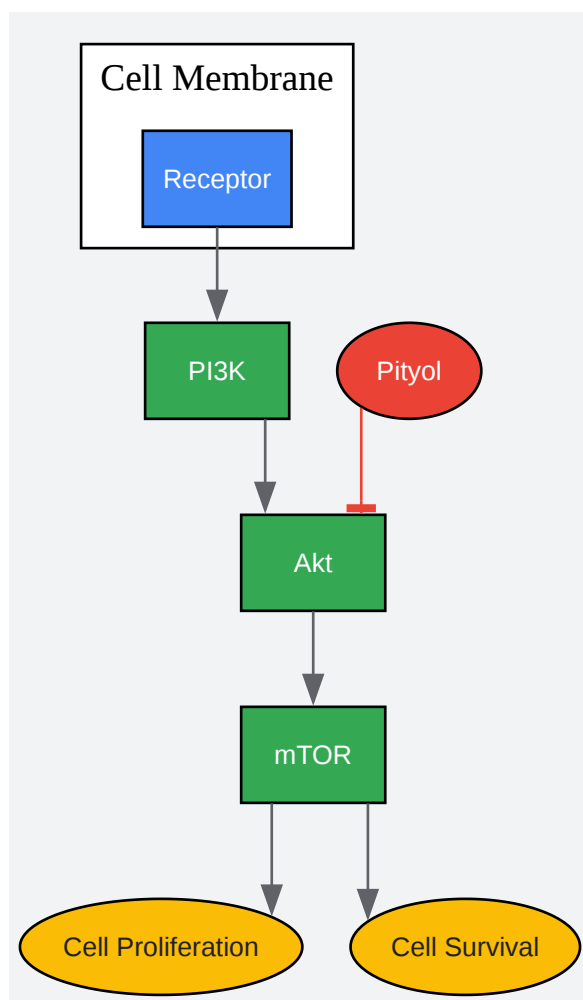 Cell Membrane
Receptor
PI3K
Pityol
Akt
mTOR
Cell Proliferation
Cell Survival